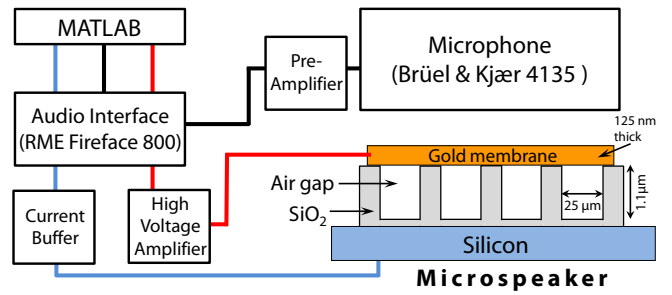 MATLAB
Audio Interface
(RME Fireface 800)
Pre-
Amplifier
Microphone
(Brüel & Kjær 4135 )
Current
Buffer
High
Voltage
Amplifier
125 nm
thick
Gold membrane
Air gap
SiO2
25 µm
1.1µm
Silicon
Microspeaker